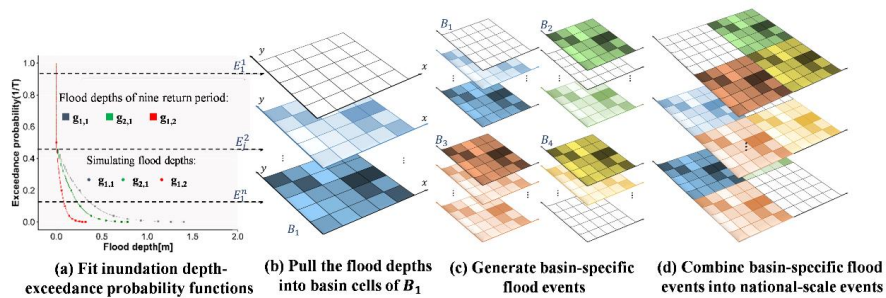 Exceedance probability(1/T)
1.0
0.8
0.6
0.4
0.2
0.0
0.0
0.5
1.0
1.5
2.0
Flood depth[m]
Flood depths of nine return period:
g1,1 g2,1 g1,2
Simulating flood depths:
g1,1 g2,1 g1,2
E₁¹
Eᵢ²
E₁ⁿ
(a) Fit inundation depth-
exceedance probability functions
y
x
y
x
y
x
B₁
(b) Pull the flood depths
into basin cells of B₁
B₁
B₂
B₃
B₄
(c) Generate basin-specific
flood events
(d) Combine basin-specific flood
events into national-scale events